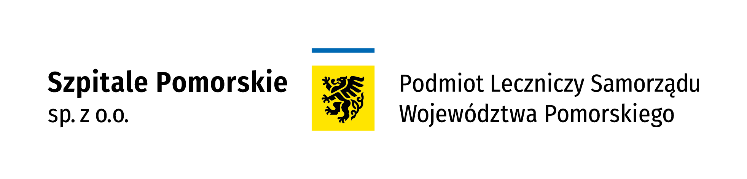 Szpitale Pomorskie
sp. z o.o.
Podmiot Leczniczy Samorządu
Województwa Pomorskiego